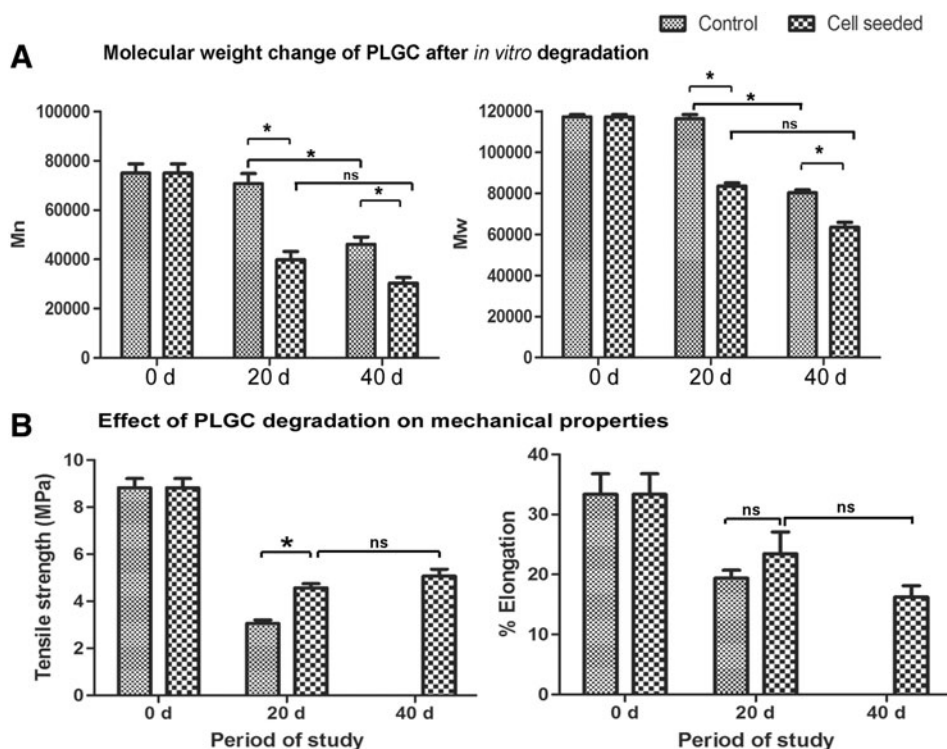 Control Cell seeded
A Molecular weight change of PLGC after in vitro degradation
Mn
100000
80000
60000
40000
20000
0
*
*
ns
*
0 d 20 d 40 d
Mw
120000
100000
80000
60000
40000
20000
0
*
*
ns
*
0 d 20 d 40 d
B Effect of PLGC degradation on mechanical properties
Tensile strength (MPa)
10
8
6
4
2
0
*
ns
0 d 20 d 40 d
Period of study
% Elongation
40
30
20
10
0
ns
ns
0 d 20 d 40 d
Period of study